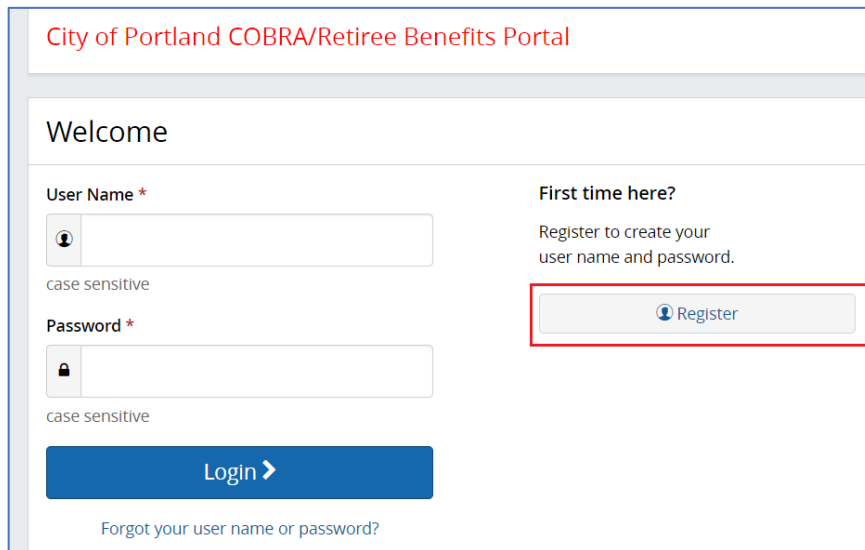 City of Portland COBRA/Retiree Benefits Portal
Welcome
User Name *
case sensitive
Password *
case sensitive
Login
Forgot your user name or password?
First time here?
Register to create your
user name and password.
Register